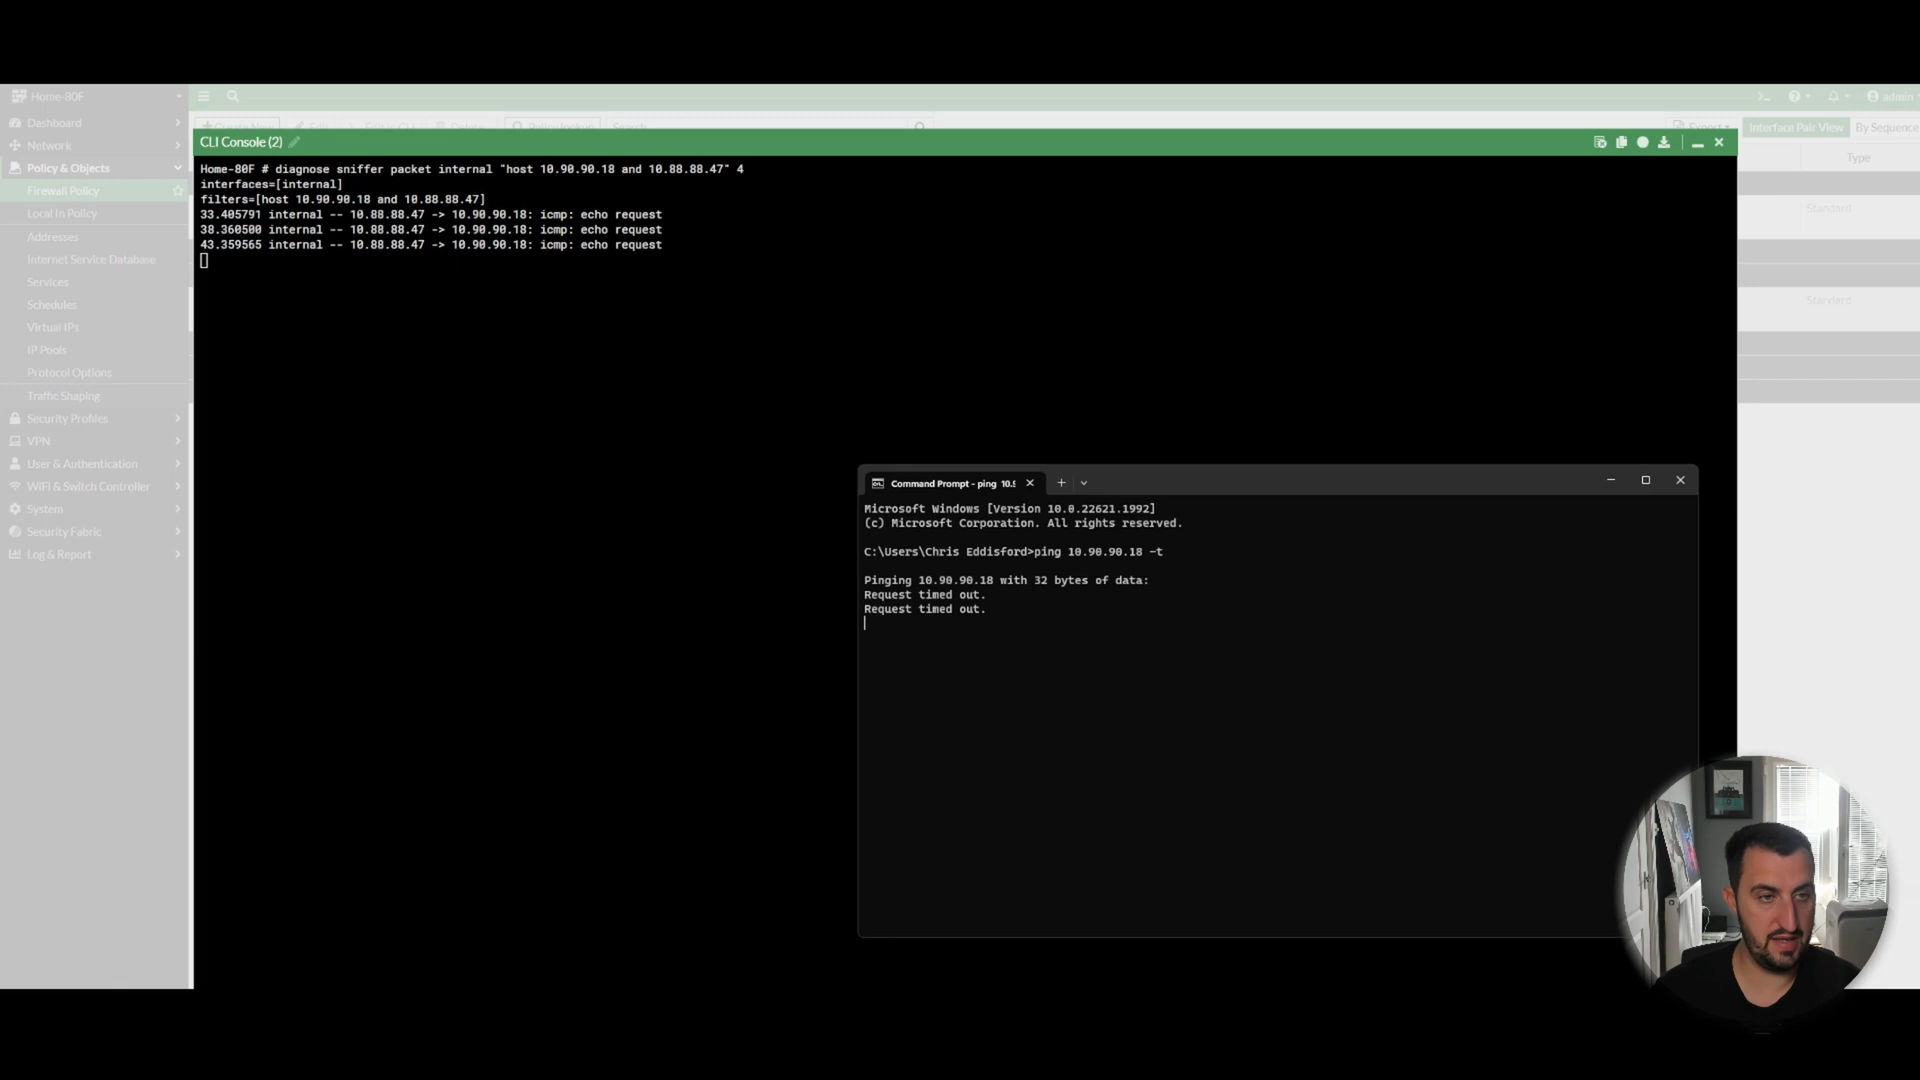 Home-80F
admin
Dashboard
Network
Policy & Objects
Firewall Policy
Local In Policy
Addresses
Internet Service Database
Services
Schedules
Virtual IPs
IP Pools
Protocol Options
Traffic Shaping
Security Profiles
VPN
User & Authentication
WiFi & Switch Controller
System
Security Fabric
Log & Report
Interface Pair View
By Sequence
Type
Standard
Standard
CLI Console (2)
Home-80F # diagnose sniffer packet internal "host 10.90.90.18 and 10.88.88.47" 4
interfaces=[internal]
filters=[host 10.90.90.18 and 10.88.88.47]
33.405791 internal -- 10.88.88.47 -> 10.90.90.18: icmp: echo request
38.360500 internal -- 10.88.88.47 -> 10.90.90.18: icmp: echo request
43.359565 internal -- 10.88.88.47 -> 10.90.90.18: icmp: echo request
Command Prompt - ping 10.
Microsoft Windows [Version 10.0.22621.1992]
(c) Microsoft Corporation. All rights reserved.
C:\Users\Chris Eddisford>ping 10.90.90.18 -t
Pinging 10.90.90.18 with 32 bytes of data:
Request timed out.
Request timed out.